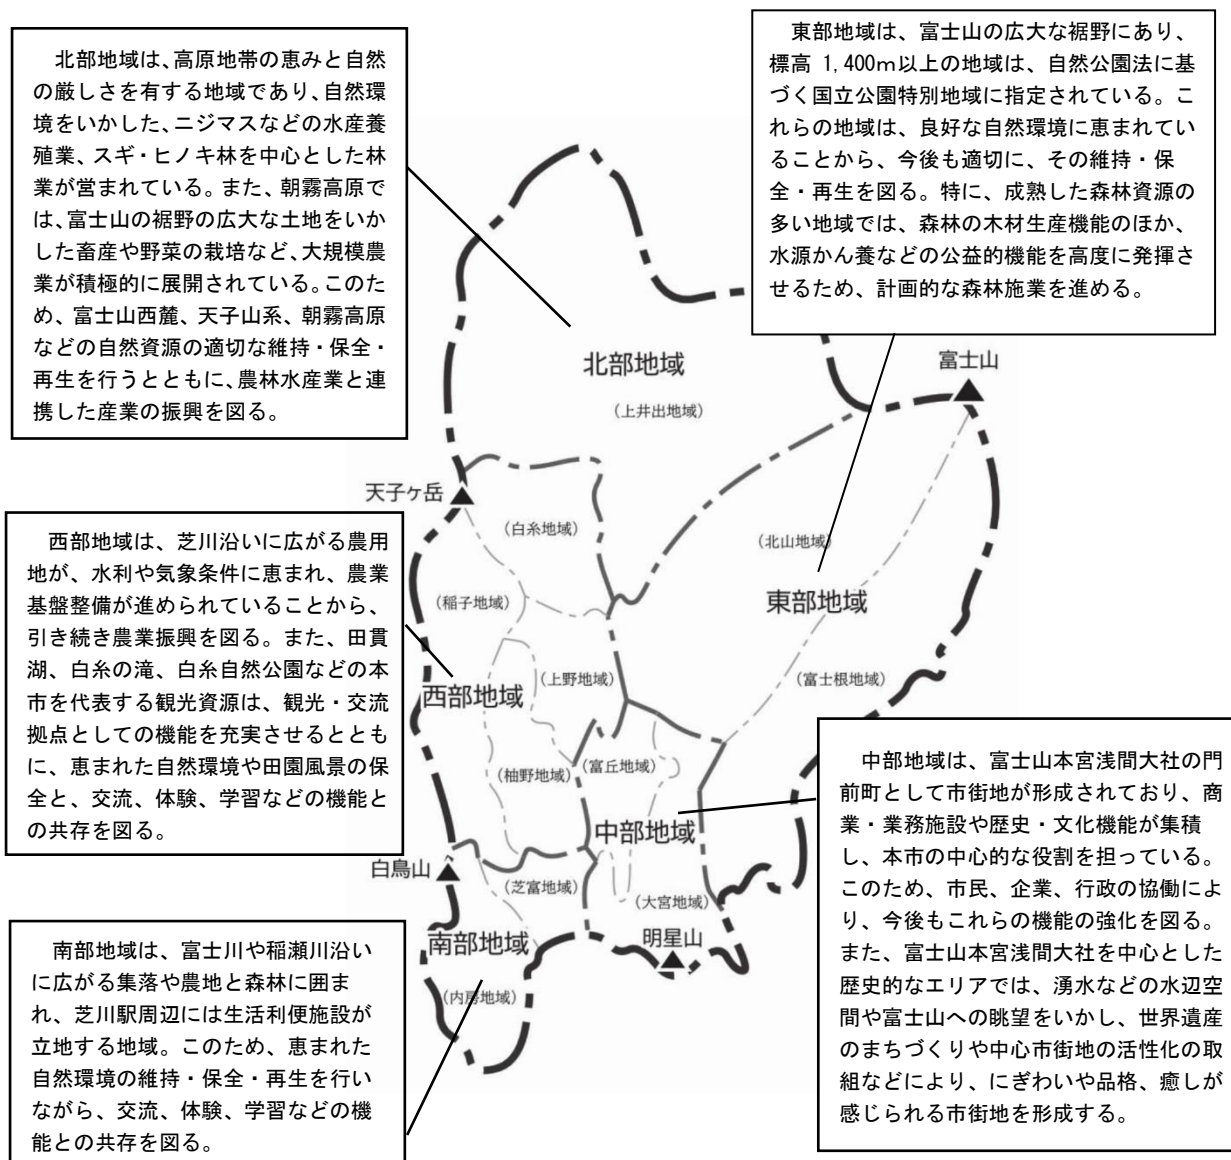 北部地域は、高原地帯の恵みと自然
の厳しさを有する地域であり、自然環
境をいかした、ニジマスなどの水産養
殖業、スギ・ヒノキ林を中心とした林
業が営まれている。また、朝霧高原で
は、富士山の裾野の広大な土地をいか
した畜産や野菜の栽培など、大規模農
業が積極的に展開されている。このた
め、富士山西麓、天子山系、朝霧高原
などの自然資源の適切な維持・保全・
再生を行うとともに、農林水産業と連
携した産業の振興を図る。
東部地域は、富士山の広大な裾野にあり、
標高 1,400m以上の地域は、自然公園法に基
づく国立公園特別地域に指定されている。こ
れらの地域は、良好な自然環境に恵まれてい
ることから、今後も適切に、その維持・保
全・再生を図る。特に、成熟した森林資源の
多い地域では、森林の木材生産機能のほか、
水源かん養などの公益的機能を高度に発揮さ
せるため、計画的な森林施業を進める。
北部地域
(上井出地域)
富士山
天子ヶ岳
(白糸地域)
(北山地域)
(稲子地域)
東部地域
西部地域は、芝川沿いに広がる農用
地が、水利や気象条件に恵まれ、農業
基盤整備が進められていることから、
引き続き農業振興を図る。また、田貫
湖、白糸の滝、白糸自然公園などの本
市を代表する観光資源は、観光・交流
拠点としての機能を充実させるととも
に、恵まれた自然環境や田園風景の保
全と、交流、体験、学習などの機能と
の共存を図る。
西部地域
(上野地域)
(富士根地域)
(柚野地域)
(富丘地域)
中部地域
白鳥山
(芝富地域)
(大宮地域)
南部地域
明星山
(内房地域)
中部地域は、富士山本宮浅間大社の門
前町として市街地が形成されており、商
業・業務施設や歴史・文化機能が集積
し、本市の中心的な役割を担っている。
このため、市民、企業、行政の協働によ
り、今後もこれらの機能の強化を図る。
また、富士山本宮浅間大社を中心とした
歴史的なエリアでは、湧水などの水辺空
間や富士山への眺望をいかし、世界遺産
のまちづくりや中心市街地の活性化の取
組などにより、にぎわいや品格、癒しが
感じられる市街地を形成する。
南部地域は、富士川や稲瀬川沿い
に広がる集落や農地と森林に囲ま
れ、芝川駅周辺には生活利便施設が
立地する地域。このため、恵まれた
自然環境の維持・保全・再生を行い
ながら、交流、体験、学習などの機
能との共存を図る。